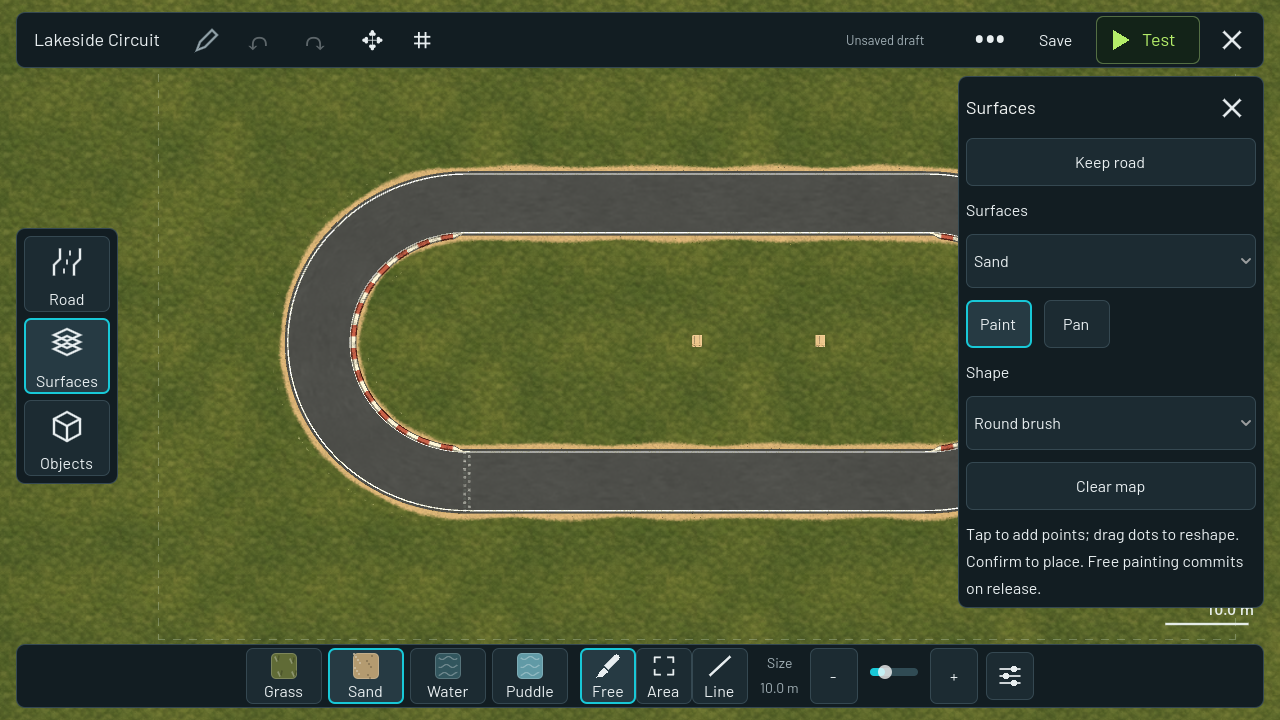 Lakeside Circuit
Unsaved draft
Save
Test
Surfaces
Keep road
Surfaces
Sand
Paint
Pan
Shape
Round brush
Clear map
Tap to add points; drag dots to reshape.
Confirm to place. Free painting commits
on release.
Road
Surfaces
Objects
10.0 m
Grass
Sand
Water
Puddle
Free
Area
Line
Size
10.0 m
-
+